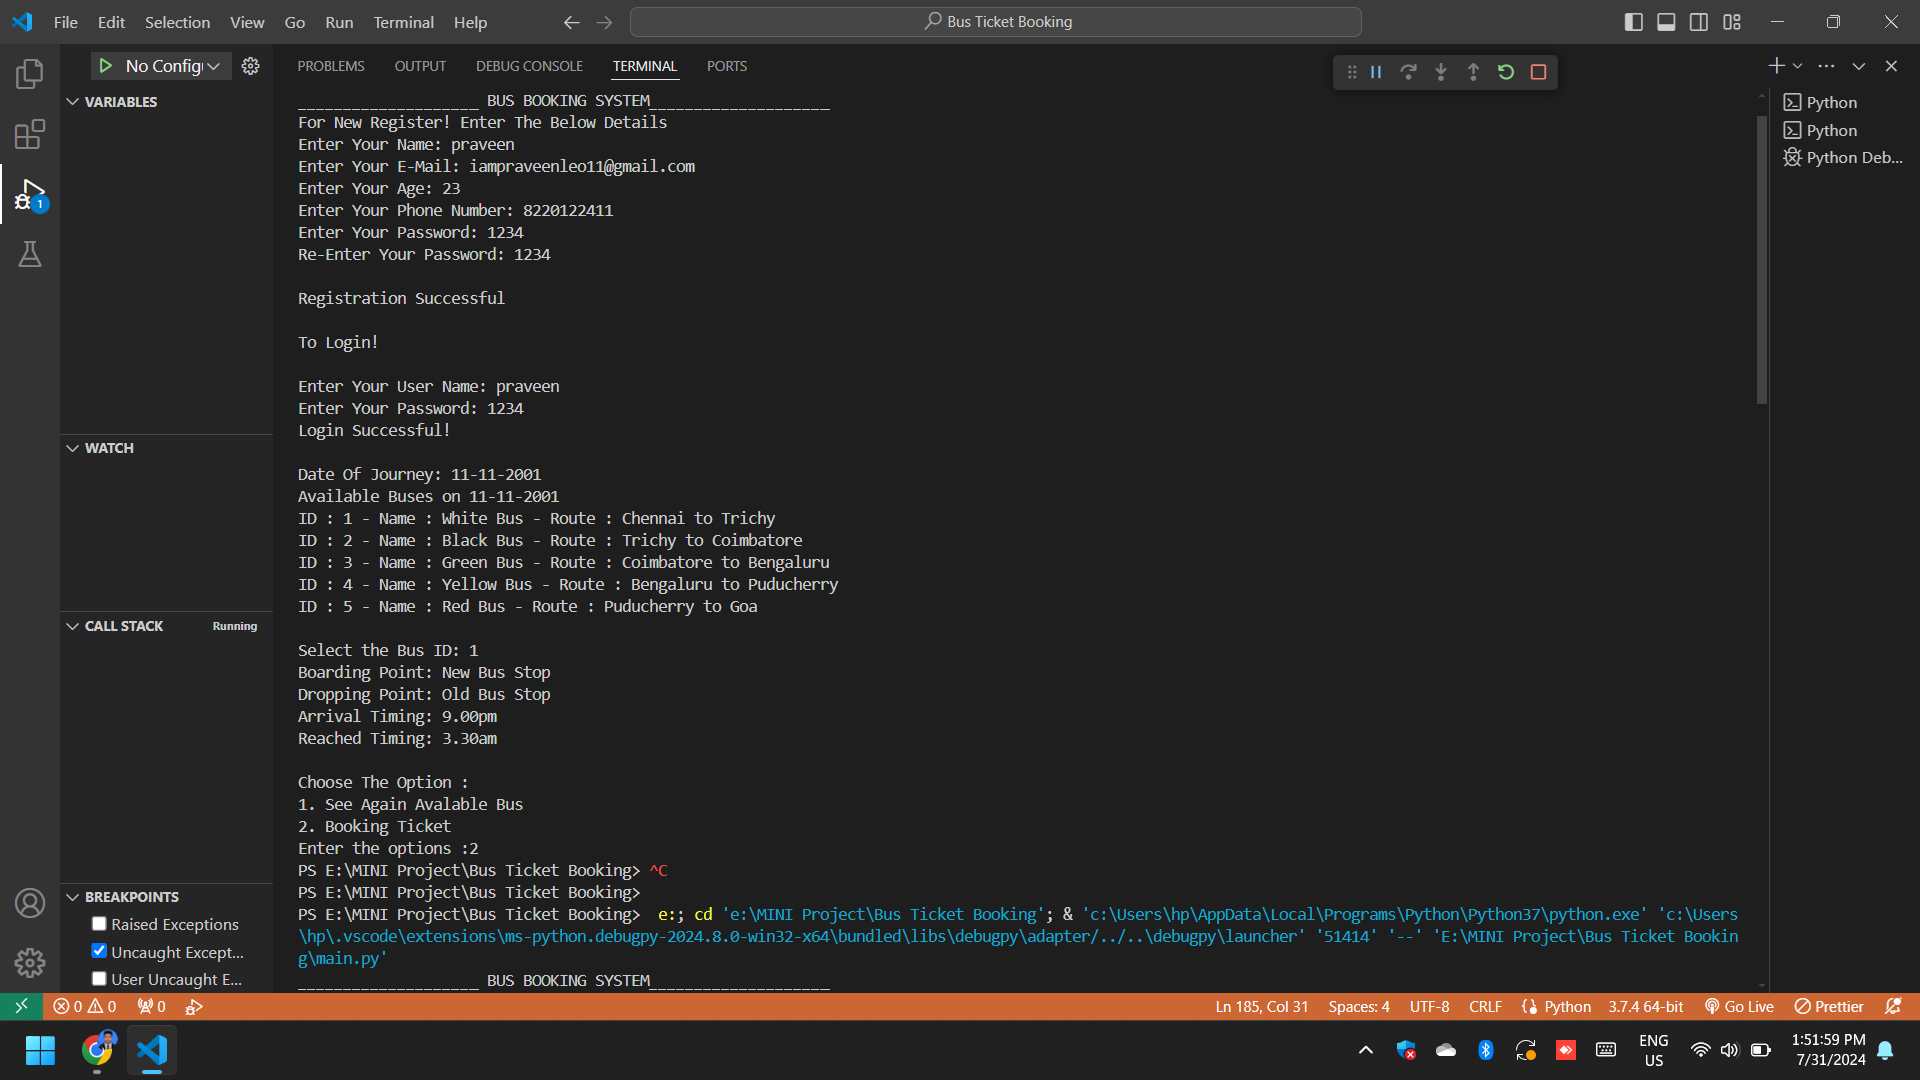 File Edit Selection View Go Run Terminal Help
Bus Ticket Booking
No Config
PROBLEMS OUTPUT DEBUG CONSOLE TERMINAL PORTS
VARIABLES
WATCH
CALL STACK Running
BREAKPOINTS
Raised Exceptions
Uncaught Except...
User Uncaught E...
1
____________________ BUS BOOKING SYSTEM____________________
For New Register! Enter The Below Details
Enter Your Name: praveen
Enter Your E-Mail: iampraveenleo11@gmail.com
Enter Your Age: 23
Enter Your Phone Number: 8220122411
Enter Your Password: 1234
Re-Enter Your Password: 1234
Registration Successful
To Login!
Enter Your User Name: praveen
Enter Your Password: 1234
Login Successful!
Date Of Journey: 11-11-2001
Available Buses on 11-11-2001
ID : 1 - Name : White Bus - Route : Chennai to Trichy
ID : 2 - Name : Black Bus - Route : Trichy to Coimbatore
ID : 3 - Name : Green Bus - Route : Coimbatore to Bengaluru
ID : 4 - Name : Yellow Bus - Route : Bengaluru to Puducherry
ID : 5 - Name : Red Bus - Route : Puducherry to Goa
Select the Bus ID: 1
Boarding Point: New Bus Stop
Dropping Point: Old Bus Stop
Arrival Timing: 9.00pm
Reached Timing: 3.30am
Choose The Option :
1. See Again Avalable Bus
2. Booking Ticket
Enter the options :2
PS E:\MINI Project\Bus Ticket Booking> ^C
PS E:\MINI Project\Bus Ticket Booking>
PS E:\MINI Project\Bus Ticket Booking>  e:; cd 'e:\MINI Project\Bus Ticket Booking'; & 'c:\Users\hp\AppData\Local\Programs\Python\Python37\python.exe' 'c:\Users
\hp\.vscode\extensions\ms-python.debugpy-2024.8.0-win32-x64\bundled\libs\debugpy\adapter/../..\debugpy\launcher' '51414' '--' 'E:\MINI Project\Bus Ticket Bookin
g\main.py'
____________________ BUS BOOKING SYSTEM____________________
Python
Python
Python Deb...
0 0 0
Ln 185, Col 31 Spaces: 4 UTF-8 CRLF Python 3.7.4 64-bit Go Live Prettier
ENG
US
1:51:59 PM
7/31/2024